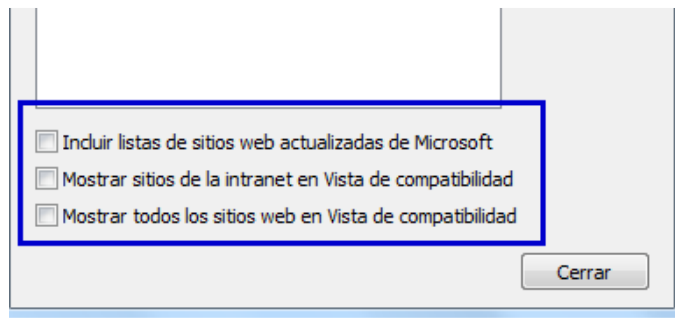 Incluir listas de sitios web actualizadas de Microsoft
Mostrar sitios de la intranet en Vista de compatibilidad
Mostrar todos los sitios web en Vista de compatibilidad
Cerrar